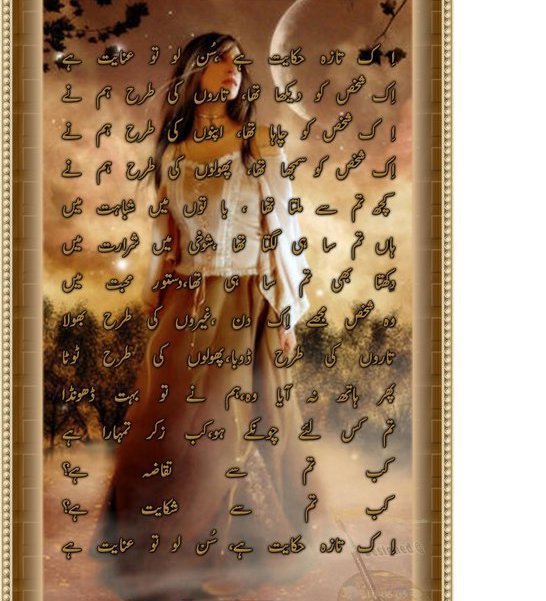 اِ ک تازہ حکایت ہے ،سُن لو تو عنایت ہے
اِک شخص کو دیکھا تھا، تاروں کی طرح ہم نے
اِ ک شخص کو چاہا تھا، اپنوں کی طرح ہم نے
اِک شخص کو سمجھا تھا، پھولوں کی طرح ہم نے
کچھ تم سے ملتا تھا ، با توں میں شباہت میں
ہاں تم سا ہی لگتا تھا ،شوخی میں شرارت میں
دکھتا بھی تم سا ہی تھا،دستور محبت میں
وہ شخص مجھے اِک دن ،غیروں کی طرح بھولا
تاروں کی طرح ڈوبا،پھولوں کی طرح ٹوٹا
پھر ہاتھ نہ آیا وہ،ہم نے تو بہت ڈھونڈا
تم کس لئے چونکے ہو،کب زکر تمہارا ہے
کب تم سے تقاضہ ہے؟
کب تم سے شکایت ہے؟
اِ ک تازہ حکایت ہے، سُن لو تو عنایت ہے